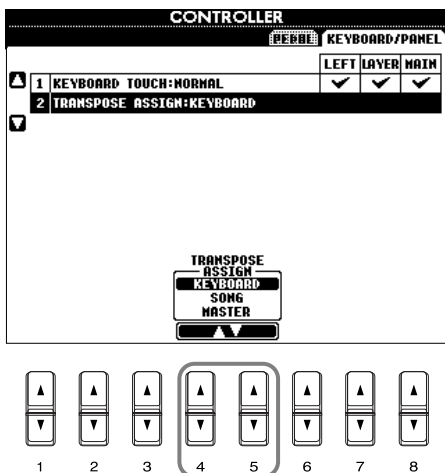 CONTROLLER
PEDAL KEYBOARD/PANEL
LEFT LAYER MAIN
1 KEYBOARD TOUCH:NORMAL
2 TRANSPOSE ASSIGN:KEYBOARD
TRANSPOSE
ASSIGN
KEYBOARD
SONG
MASTER
1 2 3 4 5 6 7 8